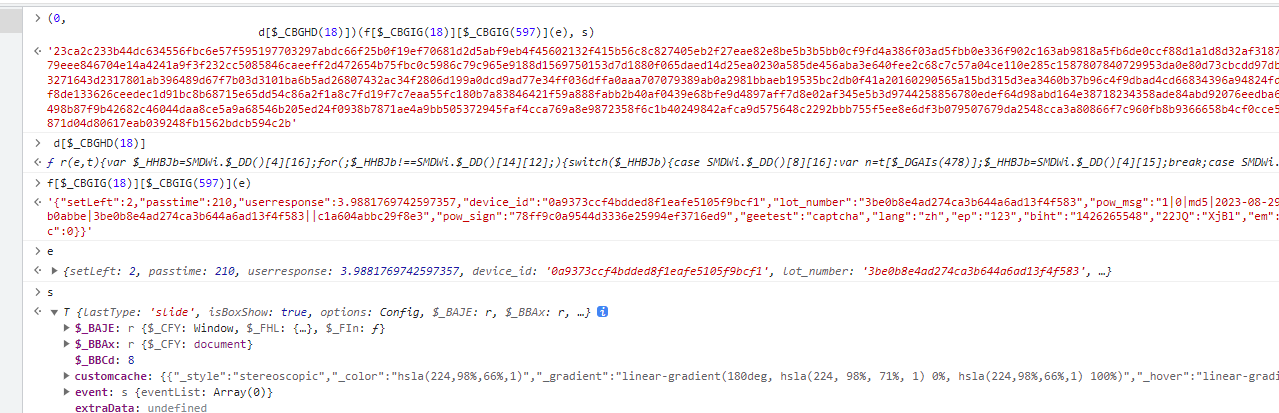 (0,
d[$_CBGHD(18)])(f[$_CBGIG(18)][$_CBGIG(597)](e), s)
'23ca2c233b44dc634556fbc6e57f595197703297abdc66f25b0f19ef70681d2d5abf9eb4f45602132f415b56c8c827405eb2f27eae82e8be5b3b5bb0cf9fd4a386f03ad5fbb0e336f902c163ab9818a5fb6de0ccf88d1a1d8d32af3187
79eee846704e14a4241a9f3f232cc5085846caeeff2d472654b75fbc0c5986c79c965e9188d1569750153d7d1880f065daed14d25ea0230a585de456aba3e640fee2c68c7c57a04ce110e285c1587807840729953da0e80d73cbcdd97db
3271643d2317801ab396489d67f7b03d3101ba6b5ad26807432ac34f2806d199a0dcd9ad77e34ff036dffa0aaa707079389ab0a2981bbaeb19535bc2db0f41a20160290565a15bd315d3ea3460b37b96c4f9dbad4cd66834396a94824fd
f8de133626ceedec1d91bc8b68715e65dd54c86a2f1a8c7fd19f7c7eaa55fc180b7a83846421f59a888fabb2b40af0439e68bfe9d4897aff7d8e02af345e5b3d9744258856780edef64d98abd164e38718234358ade84abd92076eedba6
498b87f9b42682c46044daa8ce5a9a68546b205ed24f0938b7871ae4a9bb505372945faf4cca769a8e9872358f6c1b40249842afca9d575648c2292bbb755f5ee8e6df3b079507679da2548cca3a80866f7c960fb8b9366658b4cf0cce5
871d04d80617eab039248fb1562bdcb594c2b'
d[$_CBGHD(18)]
ƒ r(e,t){var $_HHBJb=SMDWi.$_DD()[4][16];for(;$_HHBJb!==SMDWi.$_DD()[14][12];){switch($_HHBJb){case SMDWi.$_DD()[8][16]:var n=t[$_DGAIs(478)];$_HHBJb=SMDWi.$_DD()[4][15];break;case SMDWi.
f[$_CBGIG(18)][$_CBGIG(597)](e)
'{"setLeft":2,"passtime":210,"userresponse":3.9881769742597357,"device_id":"0a9373ccf4bdded8f1eafe5105f9bcf1","lot_number":"3be0b8e4ad274ca3b644a6ad13f4f583","pow_msg":"1|0|md5|2023-08-29
b0abbe|3be0b8e4ad274ca3b644a6ad13f4f583||c1a604abbc29f8e3","pow_sign":"78ff9c0a9544d3336e25994ef3716ed9","geetest":"captcha","lang":"zh","ep":"123","biht":"1426265548","22JQ":"XjB1","em":
c":0}}'
e
{setLeft: 2, passtime: 210, userresponse: 3.9881769742597357, device_id: '0a9373ccf4bdded8f1eafe5105f9bcf1', lot_number: '3be0b8e4ad274ca3b644a6ad13f4f583', …}
s
T {lastType: 'slide', isBoxShow: true, options: Config, $_BAJE: r, $_BBAx: r, …}
$_BAJE: r {$_CFY: Window, $_FHL: {…}, $_FIn: ƒ}
$_BBAx: r {$_CFY: document}
$_BBCd: 8
customcache: {{"_style":"stereoscopic","_color":"hsla(224,98%,66%,1)","_gradient":"linear-gradient(180deg, hsla(224, 98%, 71%, 1) 0%, hsla(224,98%,66%,1) 100%)","_hover":"linear-grad
event: s {eventList: Array(0)}
extraData: undefined